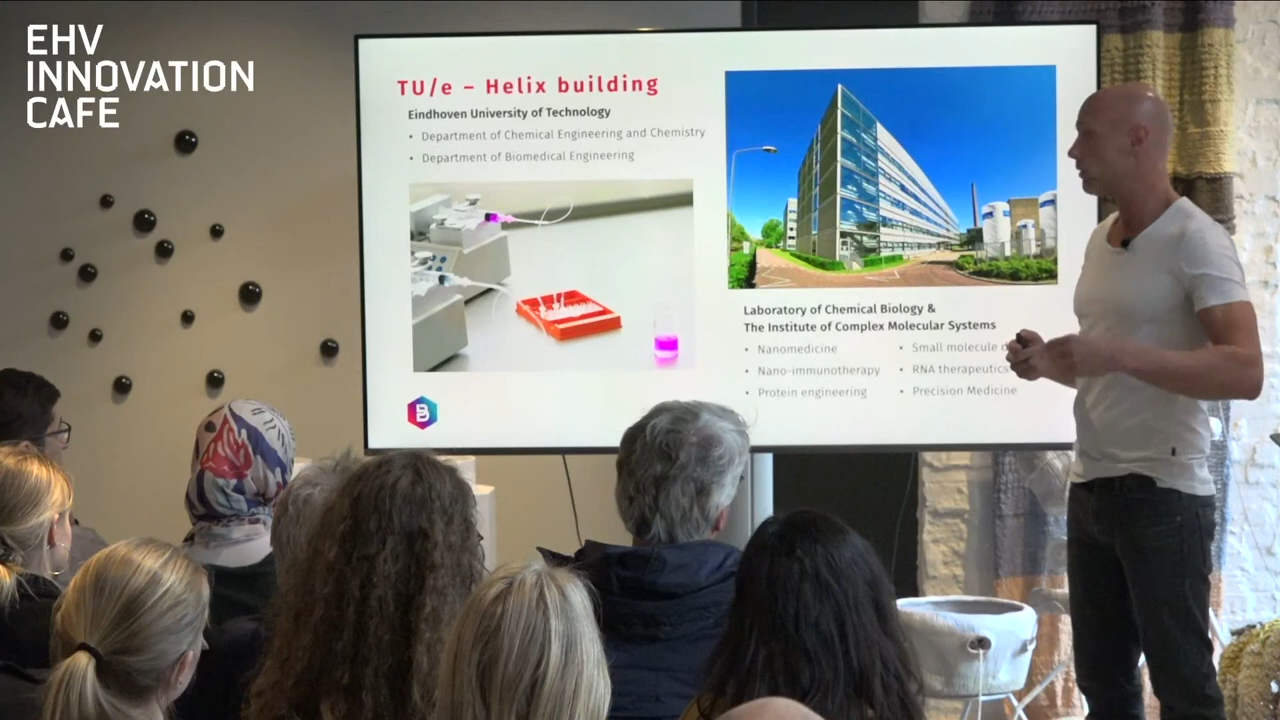 EHV
INNOVATION
CAFE
TU/e – Helix building
Eindhoven University of Technology
• Department of Chemical Engineering and Chemistry
• Department of Biomedical Engineering
Laboratory of Chemical Biology &
The Institute of Complex Molecular Systems
• Nanomedicine
• Nano-immunotherapy
• Protein engineering
• Small molecule
• RNA therapeutics
• Precision Medicine
B